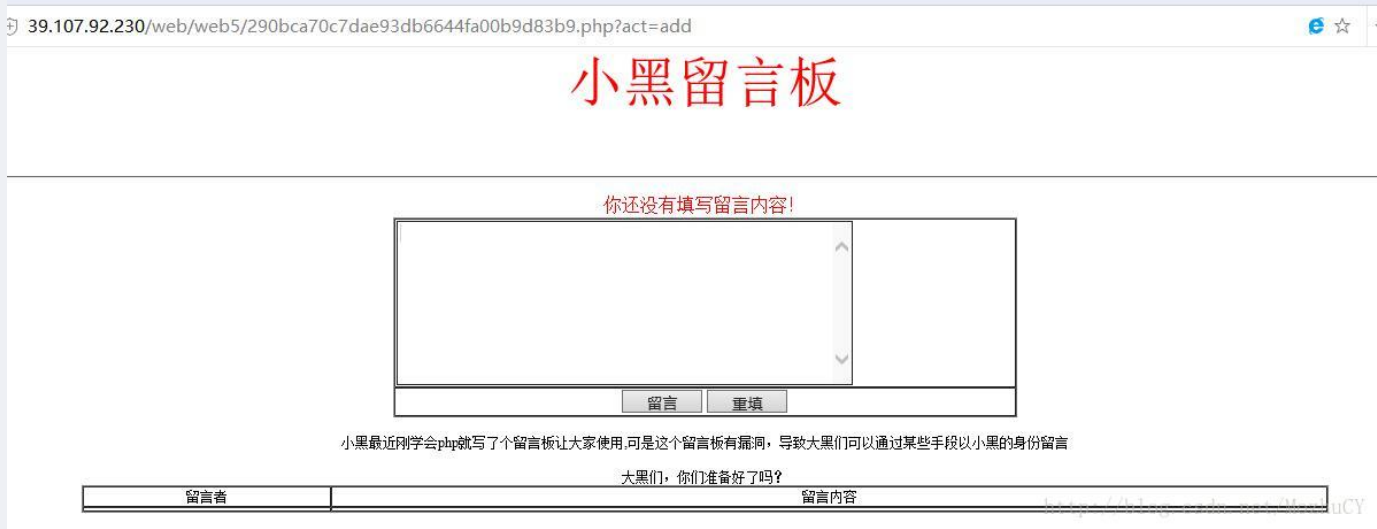 39.107.92.230/web/web5/290bca70c7dae93db6644fa00b9d83b9.php?act=add
小黑留言板
你还没有填写留言内容！
留言 重填
小黑最近刚学会php就写了个留言板让大家使用,可是这个留言板有漏洞，导致大黑们可以通过某些手段以小黑的身份留言
大黑们，你们准备好了吗？
留言者 留言内容
http://blog.csdn.net/